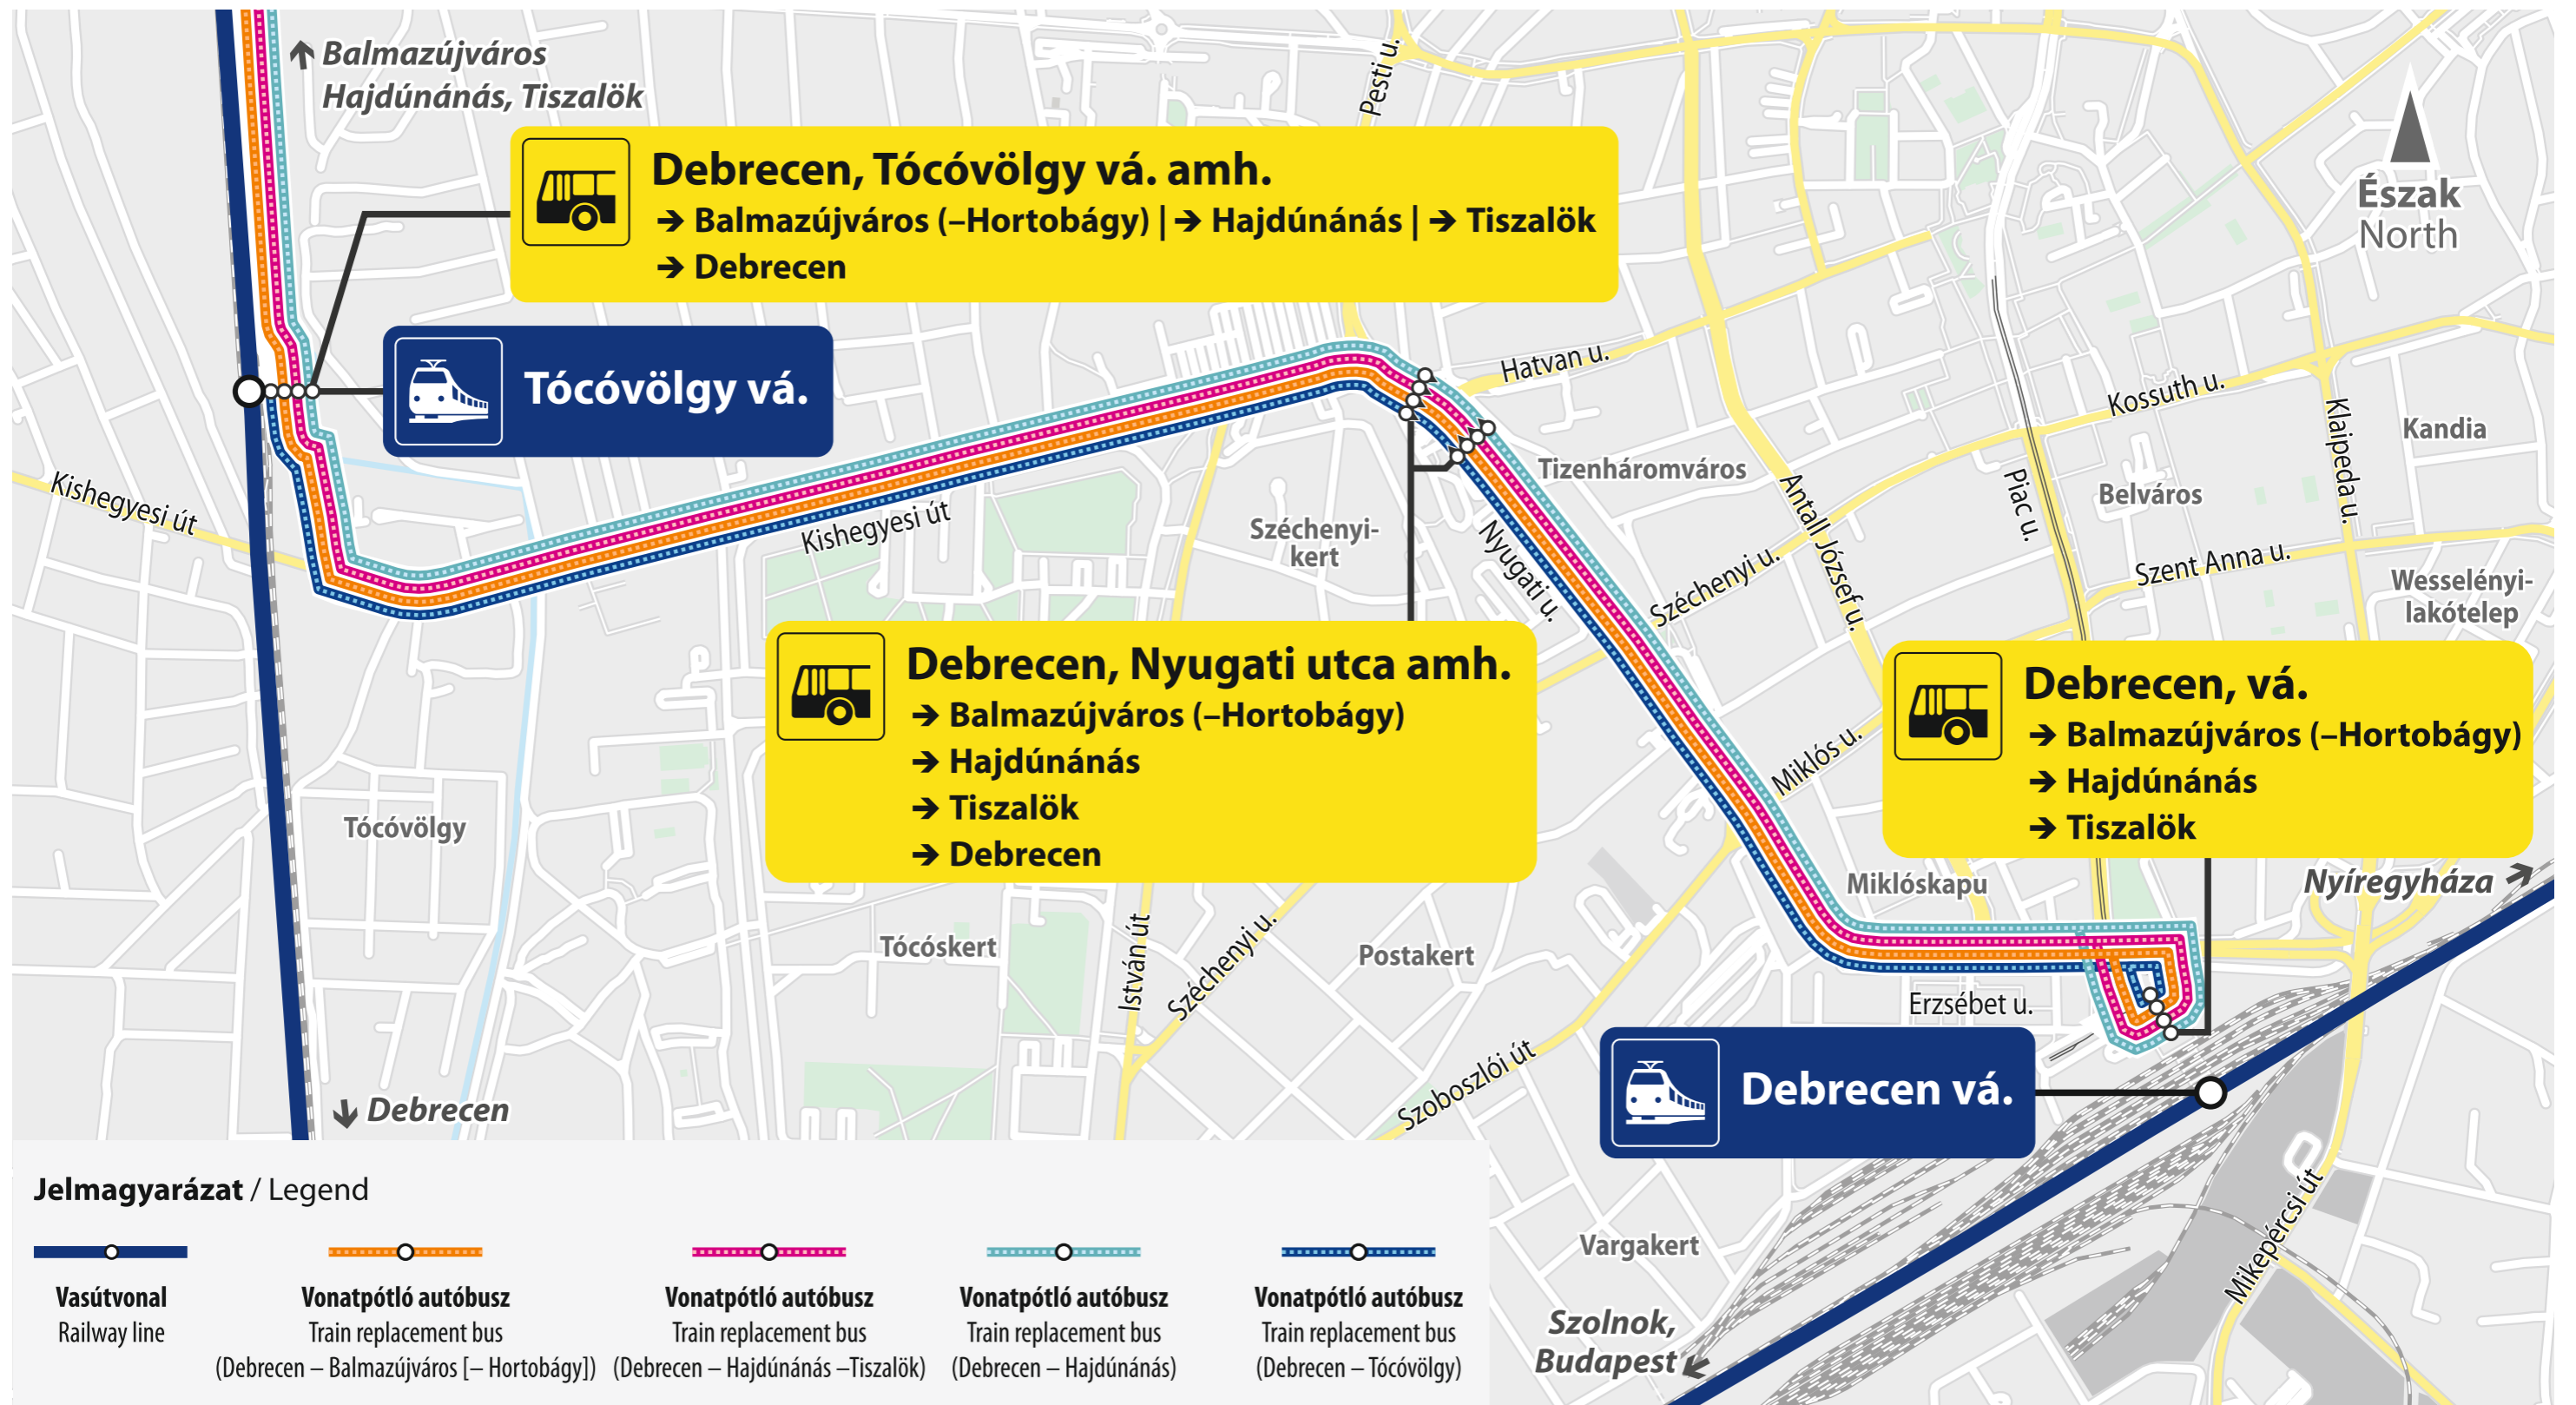 Balmazújváros
Hajdúnánás, Tiszalök
Pesti u.
Debrecen, Tócóvölgy vá. amh.
➔ Balmazújváros (–Hortobágy) | ➔ Hajdúnánás | ➔ Tiszalök
➔ Debrecen
Észak
North
Tócóvölgy vá.
Hatvan u.
Kossuth u.
Klaipeda u.
Kandia
Kishegyesi út
Kishegyesi út
Tizenháromváros
Széchenyi-
kert
Nyugati u.
Antall József u.
Piac u.
Belváros
Széchenyi u.
Szent Anna u.
Wesselényi-
lakótelep
Debrecen, Nyugati utca amh.
➔ Balmazújváros (–Hortobágy)
➔ Hajdúnánás
➔ Tiszalök
➔ Debrecen
Debrecen, vá.
➔ Balmazújváros (–Hortobágy)
➔ Hajdúnánás
➔ Tiszalök
Miklós u.
Tócóvölgy
Miklóskapu
Nyíregyháza
Tócóskert
István út
Széchenyi u.
Postakert
Erzsébet u.
Debrecen
Szoboszlói út
Debrecen vá.
Vargakert
Mikepércsi út
Szolnok,
Budapest
Jelmagyarázat / Legend
Vasútvonal
Railway line
Vonatpótló autóbusz
Train replacement bus
(Debrecen – Balmazújváros [– Hortobágy])
Vonatpótló autóbusz
Train replacement bus
(Debrecen – Hajdúnánás –Tiszalök)
Vonatpótló autóbusz
Train replacement bus
(Debrecen – Hajdúnánás)
Vonatpótló autóbusz
Train replacement bus
(Debrecen – Tócóvölgy)